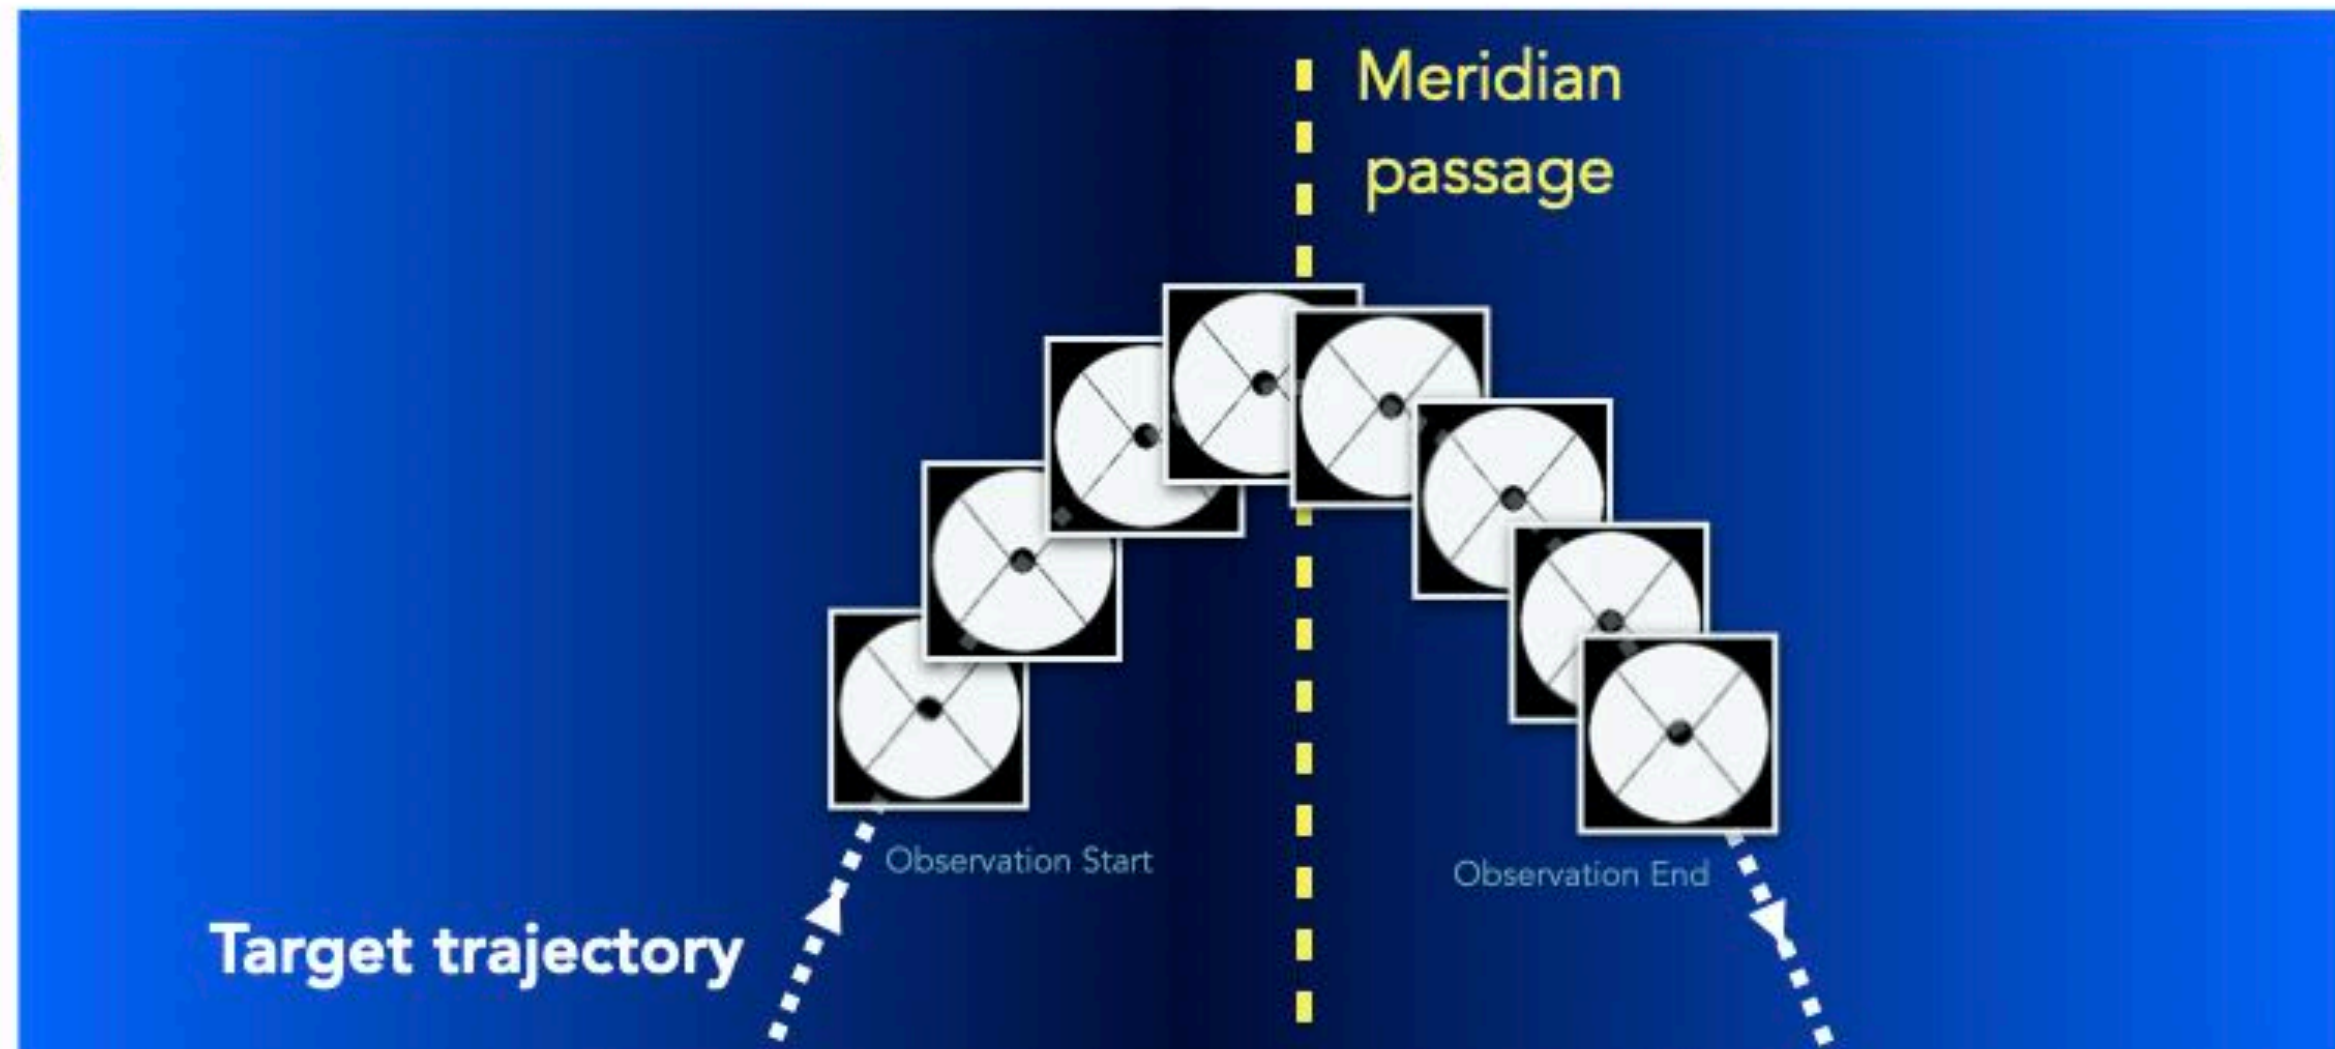 Meridian
passage
Observation Start
Observation End
Target trajectory